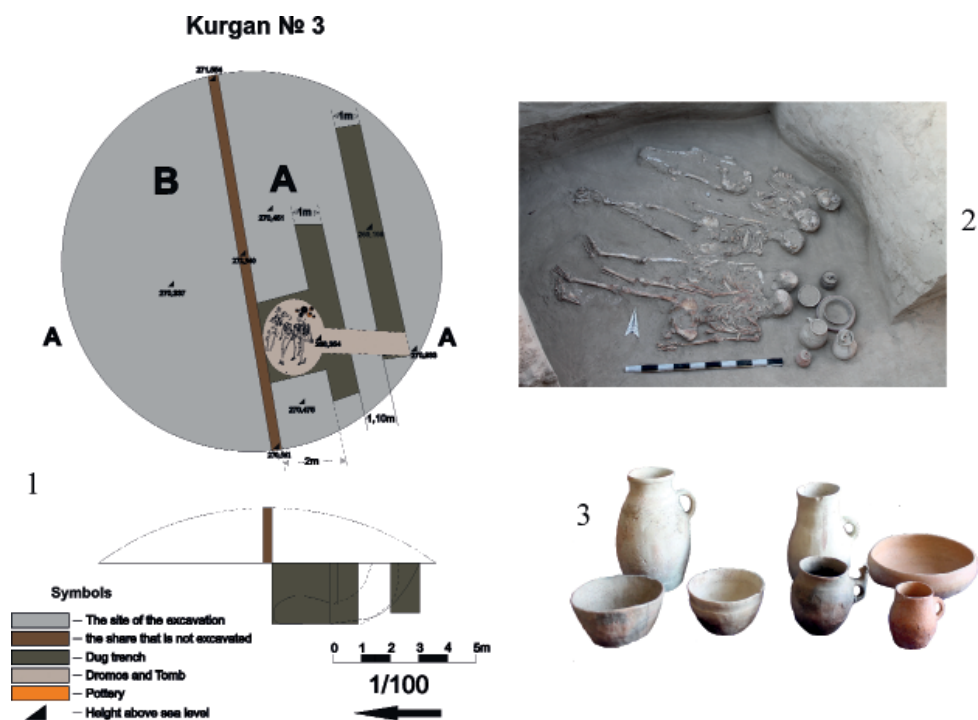 Kurgan № 3
1m
B
A
1m
A
A
1,10m
2m
1
2
3
Symbols
— The site of the excavation
— the share that is not excavated
— Dug trench
— Dromos and Tomb
— Pottery
— Height above sea level
0 1 2 3 4 5m
1/100